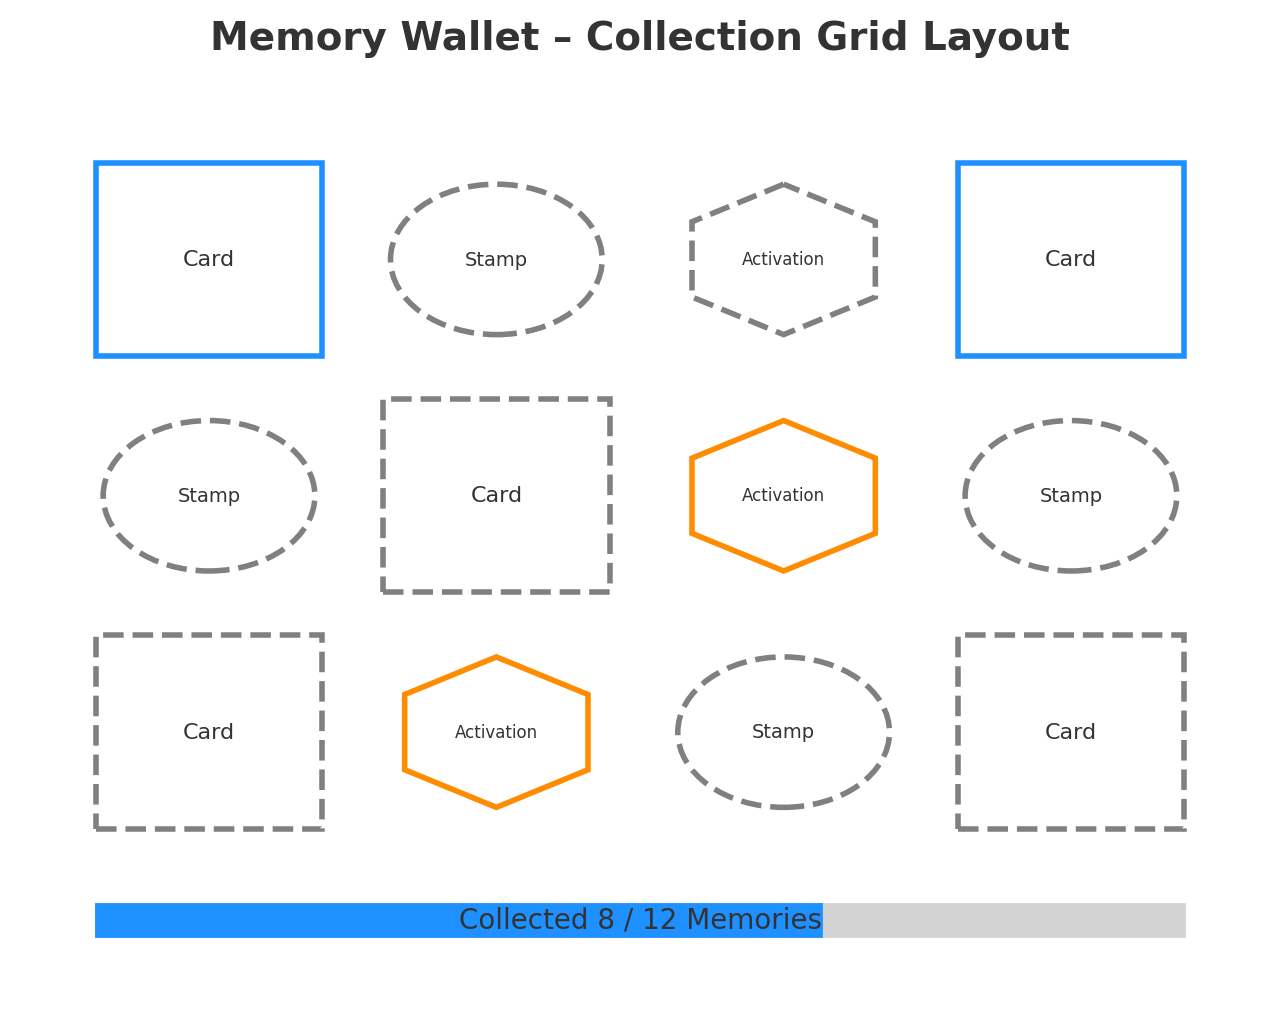 Memory Wallet – Collection Grid Layout
Card
Stamp
Activation
Card
Stamp
Card
Activation
Stamp
Card
Activation
Stamp
Card
Collected 8 / 12 Memories